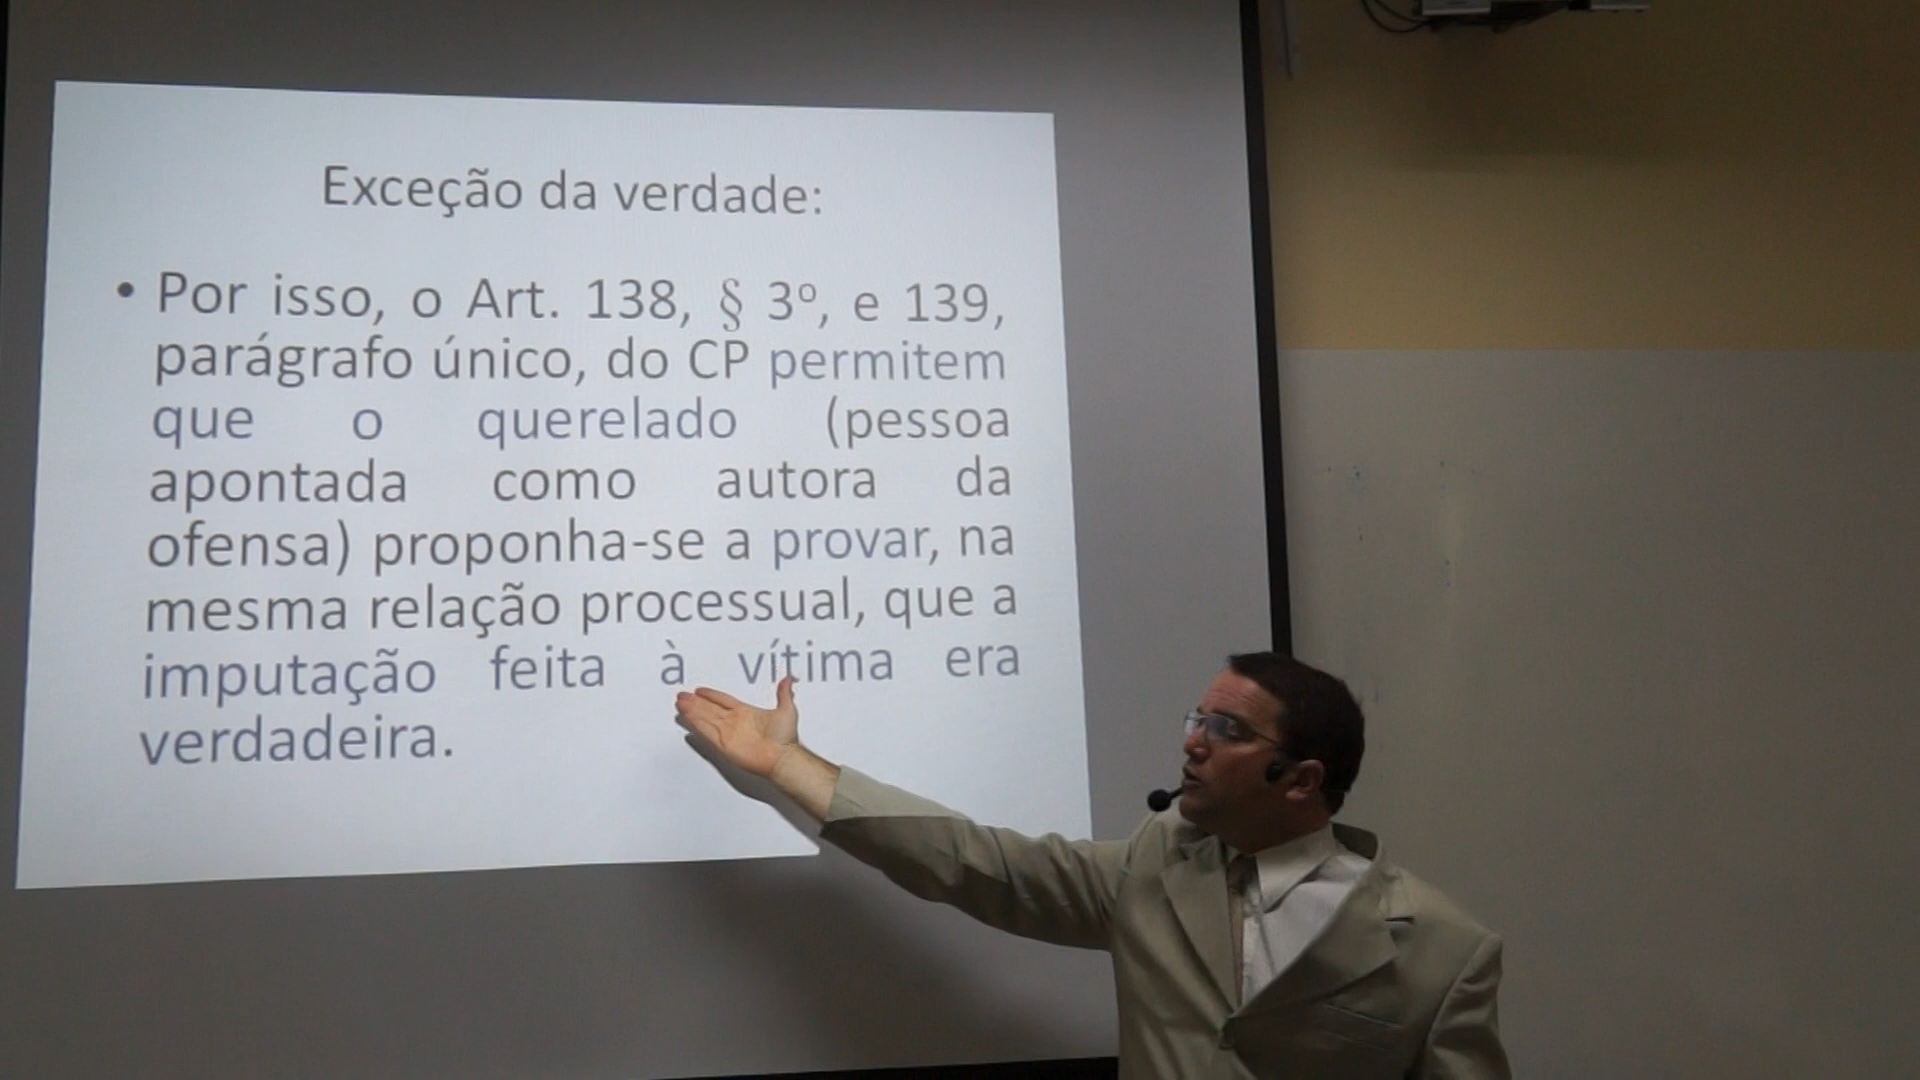 Exceção da verdade:
• Por isso, o Art. 138, § 3º, e 139,
parágrafo único, do CP permitem
que o querelado (pessoa
apontada como autora da
ofensa) proponha-se a provar, na
mesma relação processual, que a
imputação feita à vítima era
verdadeira.